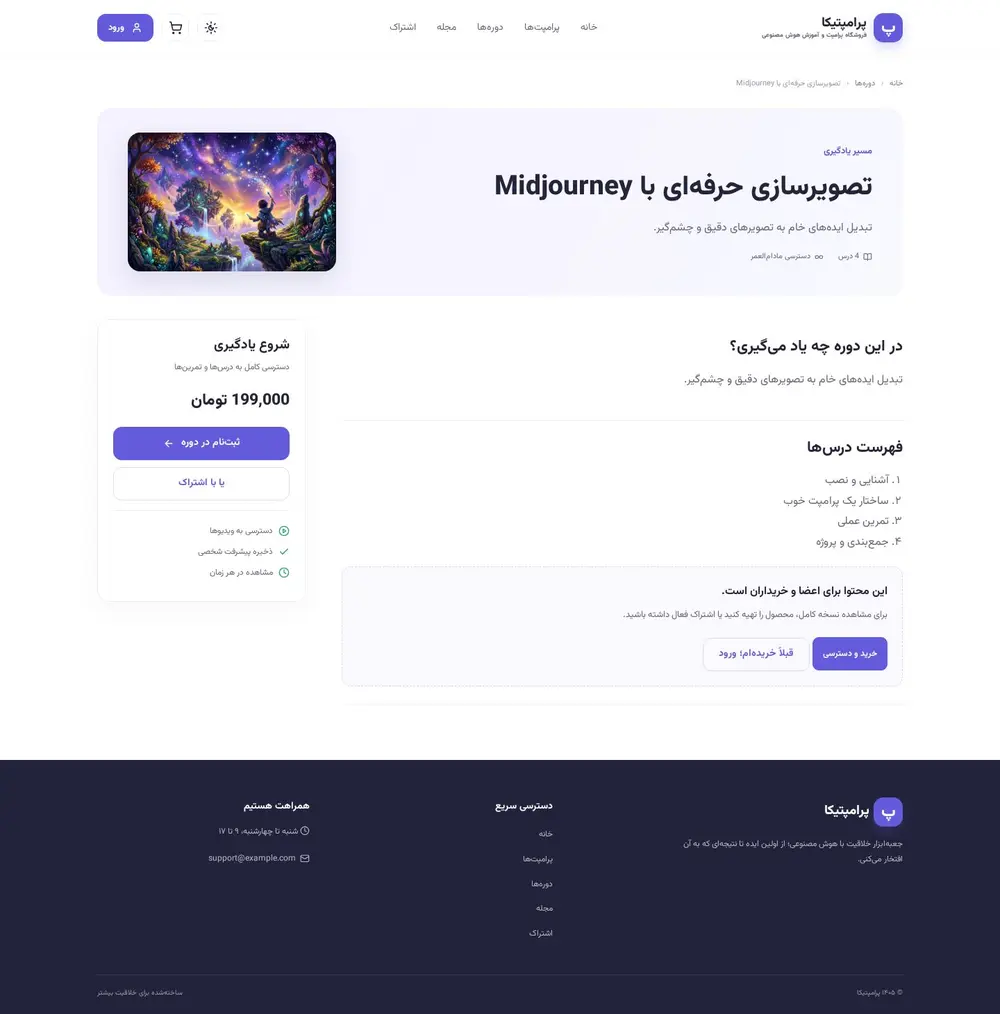 پ
پرامپتیکا
فروشگاه پرامپت و آموزش هوش مصنوعی
خانه
پرامپت‌ها
دوره‌ها
مجله
اشتراک
ورود
خانه › دوره‌ها › تصویرسازی حرفه‌ای با Midjourney
مسیر یادگیری
تصویرسازی حرفه‌ای با Midjourney
تبدیل ایده‌های خام به تصویرهای دقیق و چشم‌گیر.
4 درس
دسترسی مادام‌العمر
در این دوره چه یاد می‌گیری؟
تبدیل ایده‌های خام به تصویرهای دقیق و چشم‌گیر.
فهرست درس‌ها
۱. آشنایی و نصب
۲. ساختار یک پرامپت خوب
۳. تمرین عملی
۴. جمع‌بندی و پروژه
این محتوا برای اعضا و خریداران است.
برای مشاهده نسخه کامل، محصول را تهیه کنید یا اشتراک فعال داشته باشید.
خرید و دسترسی
قبلاً خریده‌ام؛ ورود
شروع یادگیری
دسترسی کامل به درس‌ها و تمرین‌ها
199,000 تومان
ثبت‌نام در دوره ←
یا با اشتراک
دسترسی به ویدیوها
ذخیره پیشرفت شخصی
مشاهده در هر زمان
پ
پرامپتیکا
جعبه‌ابزار خلاقیت با هوش مصنوعی؛ از اولین ایده تا نتیجه‌ای که به آن
افتخار می‌کنی.
دسترسی سریع
خانه
پرامپت‌ها
دوره‌ها
مجله
اشتراک
همراهت هستیم
شنبه تا چهارشنبه، ۹ تا ۱۷
support@example.com
© ۱۴۰۵ پرامپتیکا
ساخته‌شده برای خلاقیت بیشتر